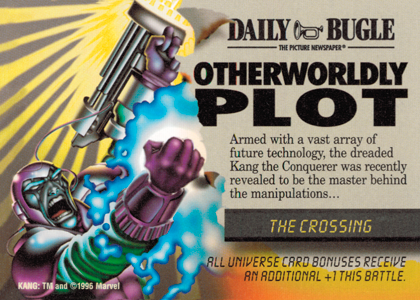 DAILY BUGLE
THE PICTURE NEWSPAPER®
OTHERWORLDLY
PLOT
Armed with a vast array of
future technology, the dreaded
Kang the Conquerer was recently
revealed to be the master behind
the manipulations...
THE CROSSING
ALL UNIVERSE CARD BONUSES RECEIVE
AN ADDITIONAL +1 THIS BATTLE.
KANG: TM and ©1996 Marvel